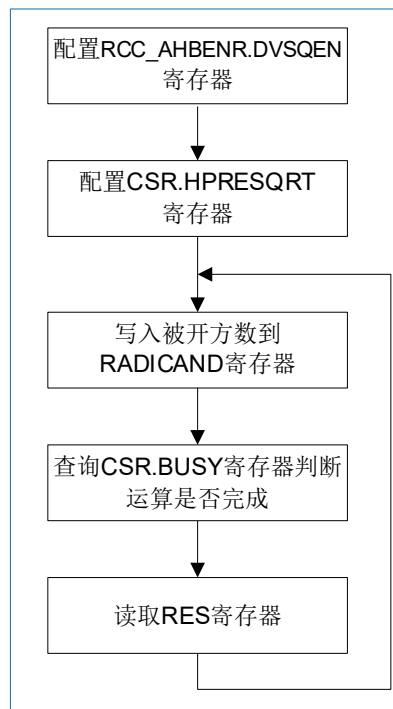 配置RCC_AHBENR.DVSQEN
寄存器
配置CSR.HPRESQRT
寄存器
写入被开方数到
RADICAND寄存器
查询CSR.BUSY寄存器判断
运算是否完成
读取RES寄存器